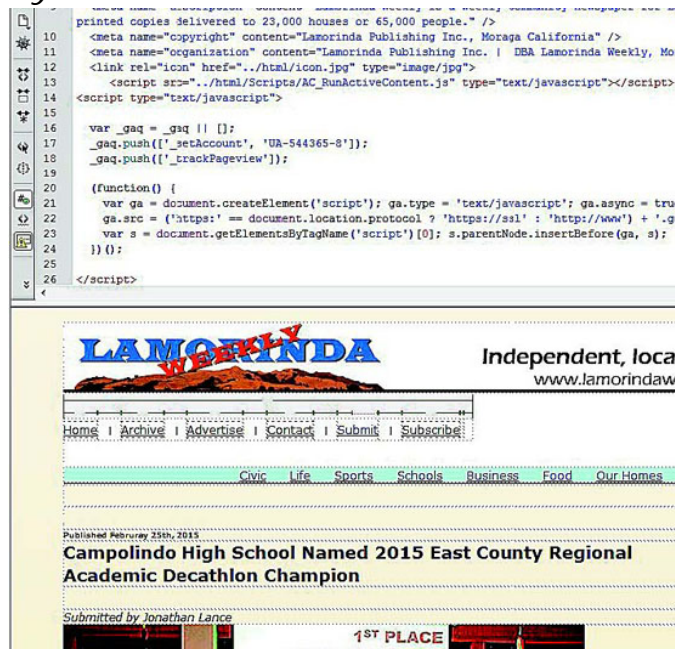 printed copies delivered to 23,000 houses or 65,000 people." />
10 <meta name="copyright" content="Lamorinda Publishing Inc., Moraga California" />
11 <meta name="organization" content="Lamorinda Publishing Inc. | DBA Lamorinda Weekly, Mo
12 <link rel="icon" href="../html/icon.jpg" type="image/jpg">
13 <script src="../html/Scripts/AC_RunActiveContent.js" type="text/javascript"></script>
14 <script type="text/javascript">
15
16 var _gaq = _gaq || [];
17 _gaq.push(['_setAccount', 'UA-544365-8']);
18 _gaq.push(['_trackPageview']);
19
20 (function() {
21 var ga = document.createElement('script'); ga.type = 'text/javascript'; ga.async = tru
22 ga.src = ('https:' == document.location.protocol ? 'https://ssl' : 'http://www') + '.g
23 var s = document.getElementsByTagName('script')[0]; s.parentNode.insertBefore(ga, s);
24 })();
25
26 </script>
LAMORINDA
WEEKLY
Independent, loca
www.lamorindaw
Home | Archive | Advertise | Contact | Submit | Subscribe
Civic Life Sports Schools Business Food Our Homes
Published Februray 25th, 2015
Campolindo High School Named 2015 East County Regional
Academic Decathlon Champion
Submitted by Jonathan Lance
1ST PLACE